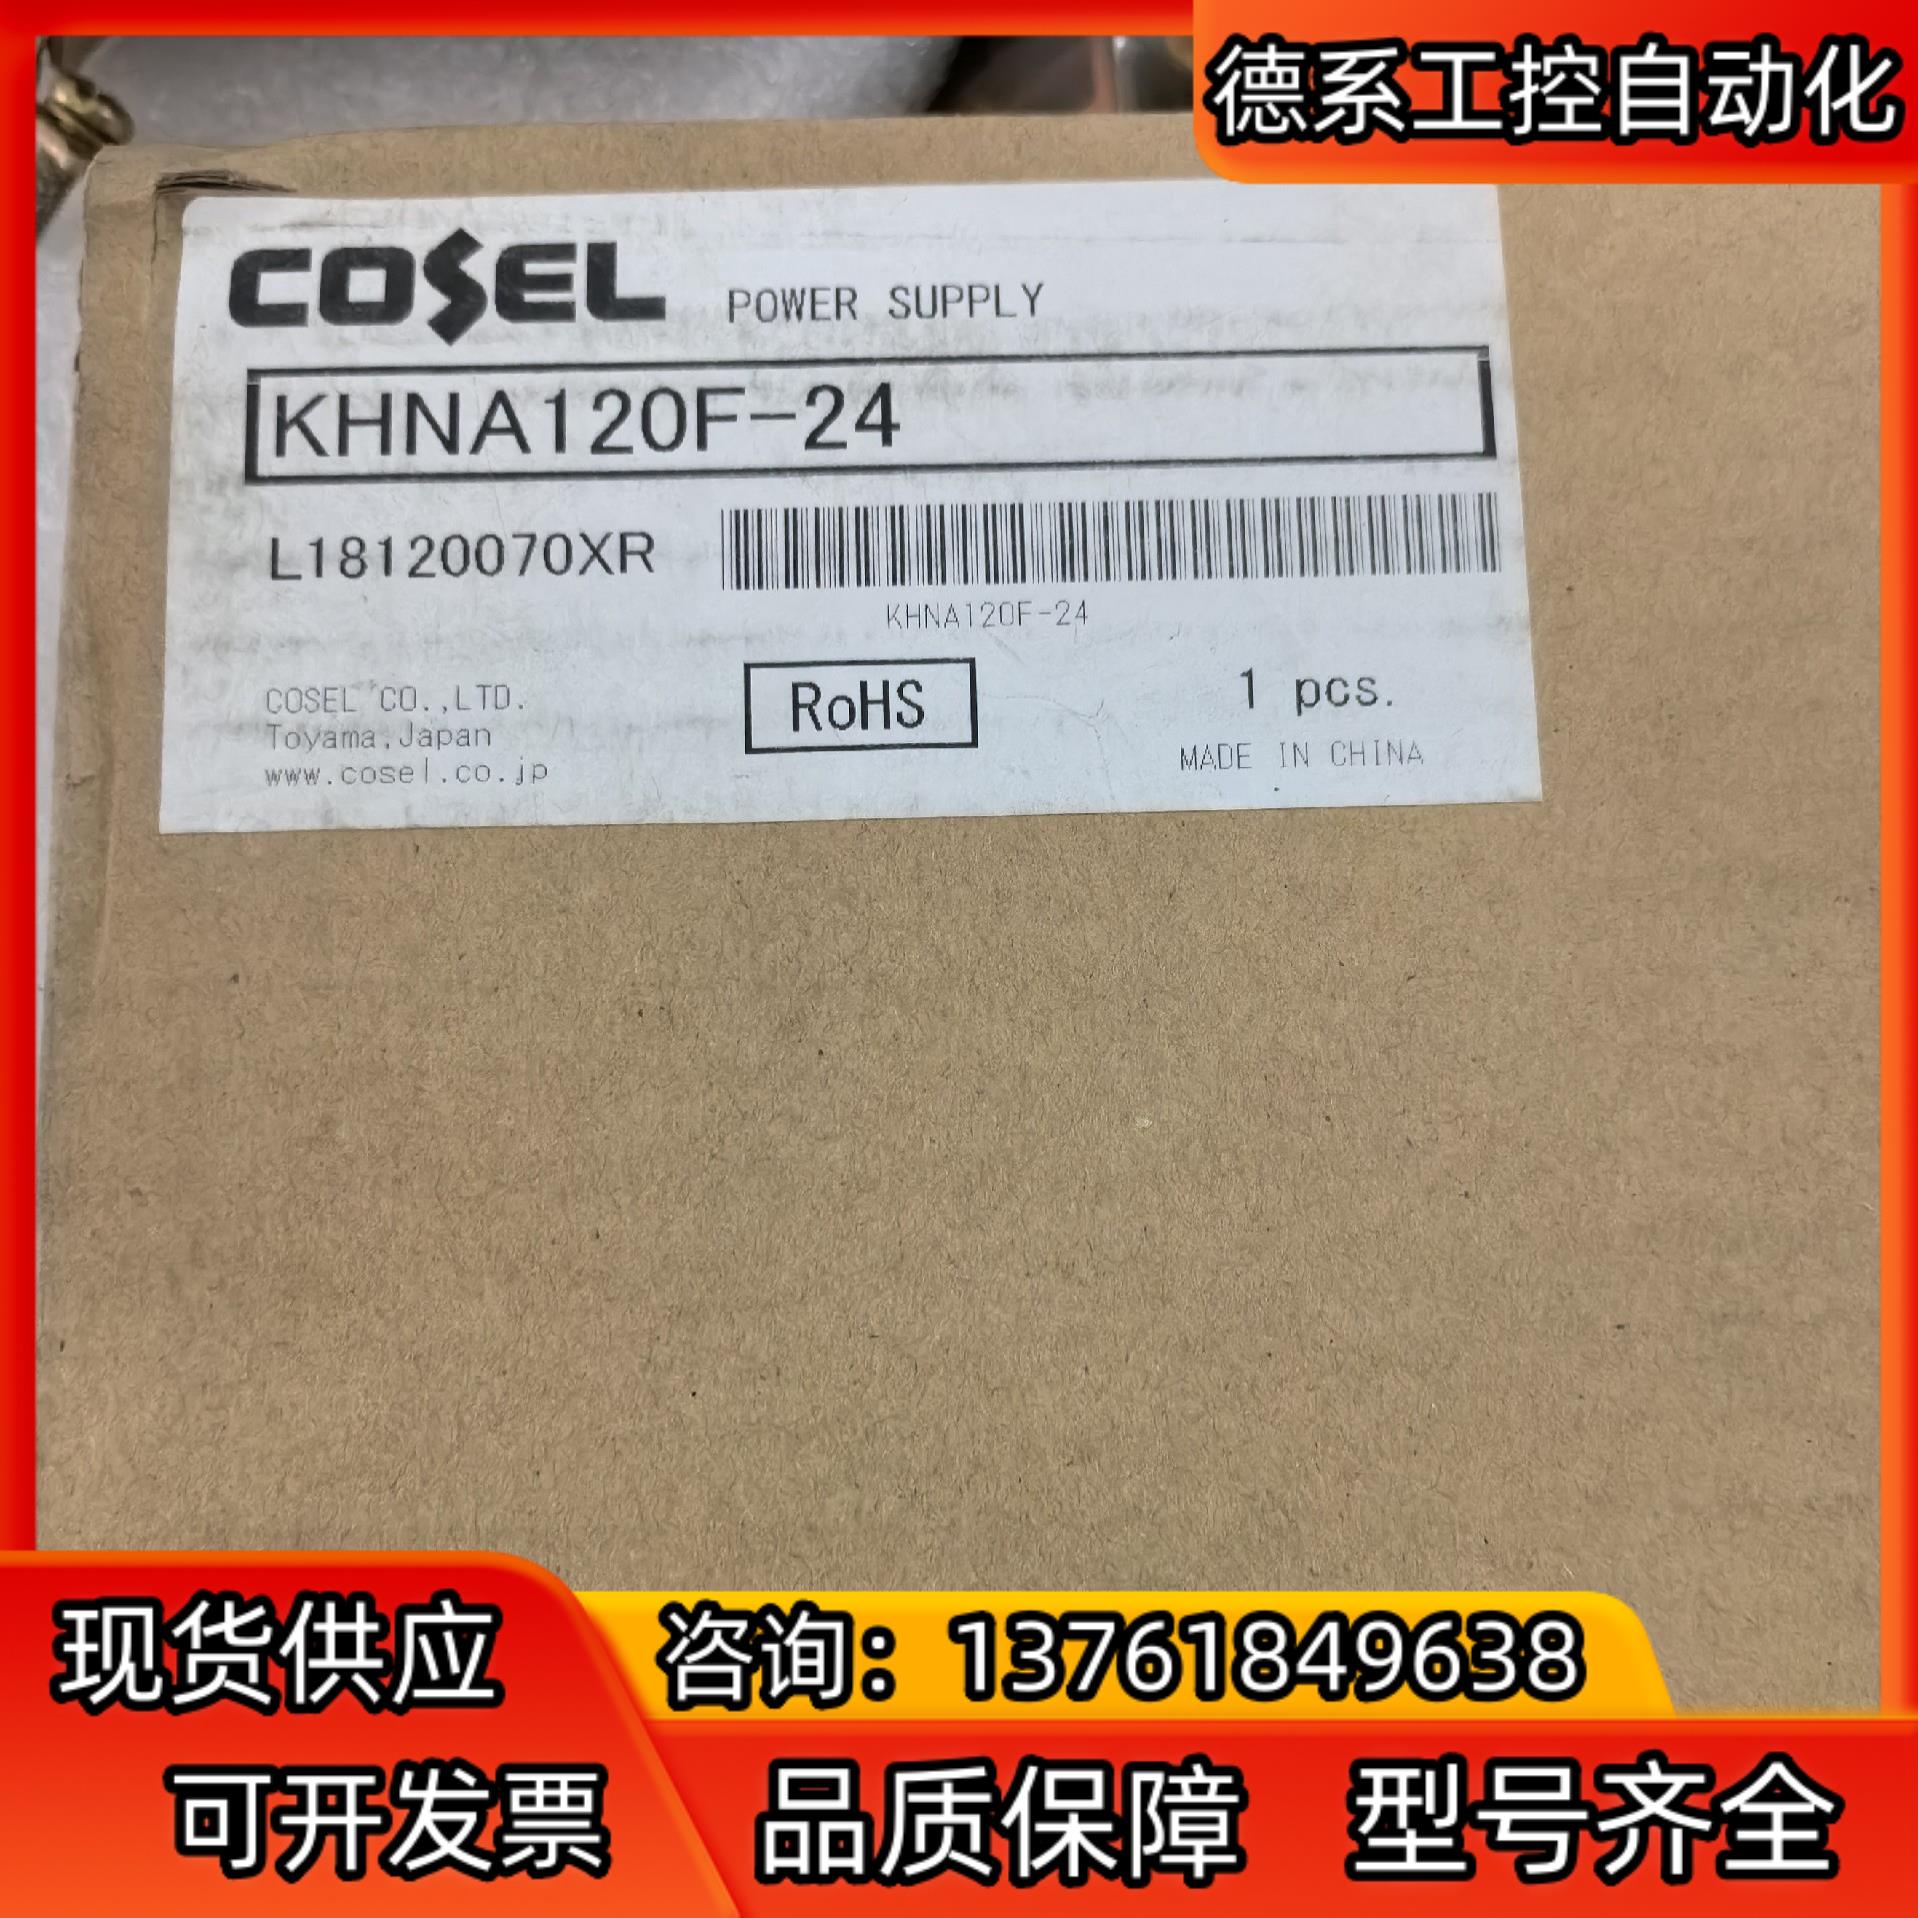 德系工控自动化
COSEL POWER SUPPLY
KHNA120F-24
L18120070XR
KHNA120F-24
COSEL CO.,LTD.
Toyama,Japan
www.cosel.co.jp
RoHS
1 pcs.
MADE IN CHINA
现货供应
咨询：13761849638
可开发票 品质保障 型号齐全